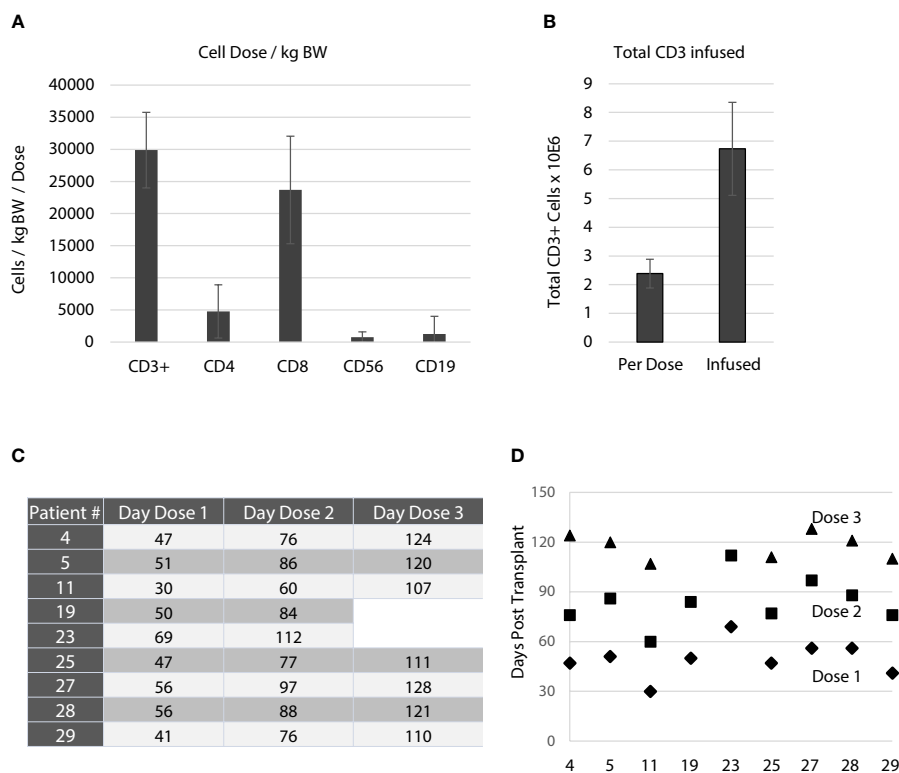 A
Cell Dose / kg BW
Cells / kg BW / Dose
40000
35000
30000
25000
20000
15000
10000
5000
0
CD3+ CD4 CD8 CD56 CD19
B
Total CD3 infused
Total CD3+ Cells x 10E6
9
8
7
6
5
4
3
2
1
0
Per Dose Infused
C
Patient # Day Dose 1 Day Dose 2 Day Dose 3
4 47 76 124
5 51 86 120
11 30 60 107
19 50 84
23 69 112
25 47 77 111
27 56 97 128
28 56 88 121
29 41 76 110
D
Days Post Transplant
150
120
90
60
30
0
Dose 3
Dose 2
Dose 1
4 5 11 19 23 25 27 28 29